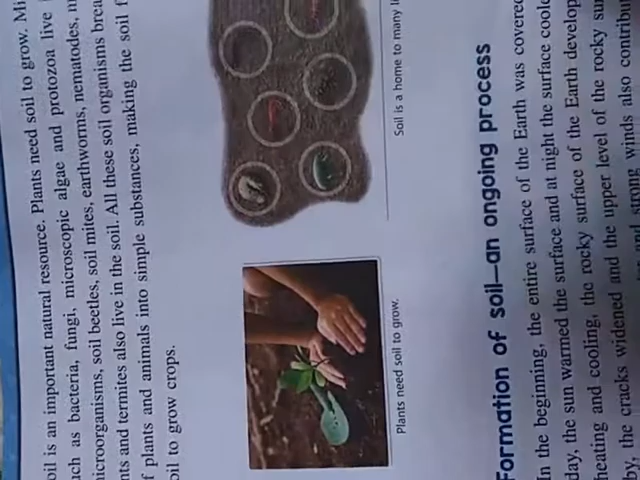 oil is an important natural resource. Plants need soil to grow. Mi
uch as bacteria, fungi, microscopic algae and protozoa live
icroorganisms, soil beetles, soil mites, earthworms, nematodes, m
nts and termites also live in the soil. All these soil organisms brea
f plants and animals into simple substances, making the soil f
oil to grow crops.
Plants need soil to grow.
Soil is a home to many li
Formation of soil—an ongoing process
In the beginning, the entire surface of the Earth was covered
day, the sun warmed the surface and at night the surface coole
heating and cooling, the rocky surface of the Earth develop
by, the cracks widened and the upper level of the rocky sur
strong winds also contribut